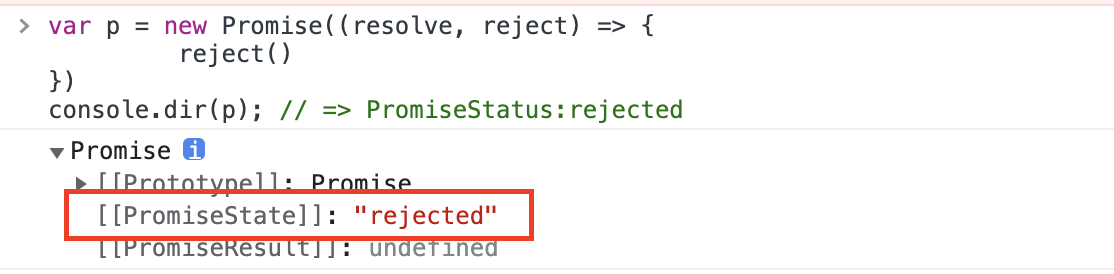 > var p = new Promise((resolve, reject) => {
reject()
})
console.dir(p); // => PromiseStatus:rejected
▼ Promise i
▶ [[Prototype]]: Promise
[[PromiseState]]: "rejected"
[[PromiseResult]]: undefined